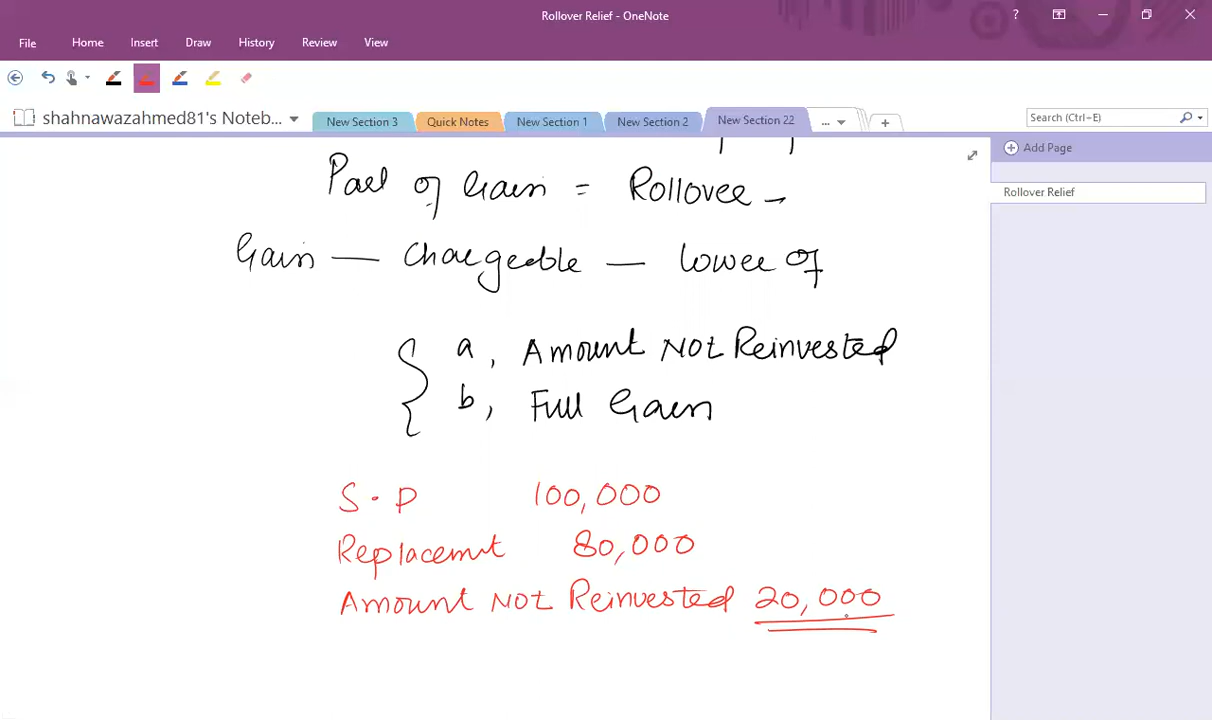 Rollover Relief - OneNote
?
File Home Insert Draw History Review View
shahnawazahmed81's Noteb... New Section 3 Quick Notes New Section 1 New Section 2 New Section 22 ... Search (Ctrl+E)
Add Page
Rollover Relief
Part of Gain = Rollover -
Gain — Chargeable — Lower of
a, Amount Not Reinvested
b, Full Gain
S.P 100,000
Replacemnt 80,000
Amount Not Reinvested 20,000